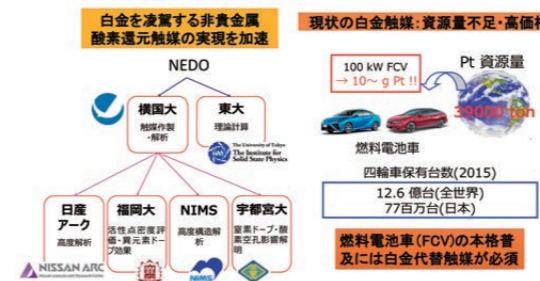 白金を凌駕する非貴金属
酸素還元触媒の実現を加速
NEDO
横国大
触媒作製
・解析
東大
理論計算
The University of Tokyo
The Institute for
Solid State Physics
日産
アーク
高度解析
福岡大
活性点密度評
価・異元素ドー
プ効果
NIMS
高度構造解
析
宇都宮大
窒素ドープ・酸
素空孔影響解
明
NISSAN ARC
NIMS
現状の白金触媒：資源量不足・高価格
100 kW FCV
→ 10～ g Pt !!
Pt 資源量
39000 ton
燃料電池車
四輪車保有台数(2015)
12.6 億台(全世界)
77百万台(日本)
燃料電池車(FCV)の本格普
及には白金代替触媒が必須